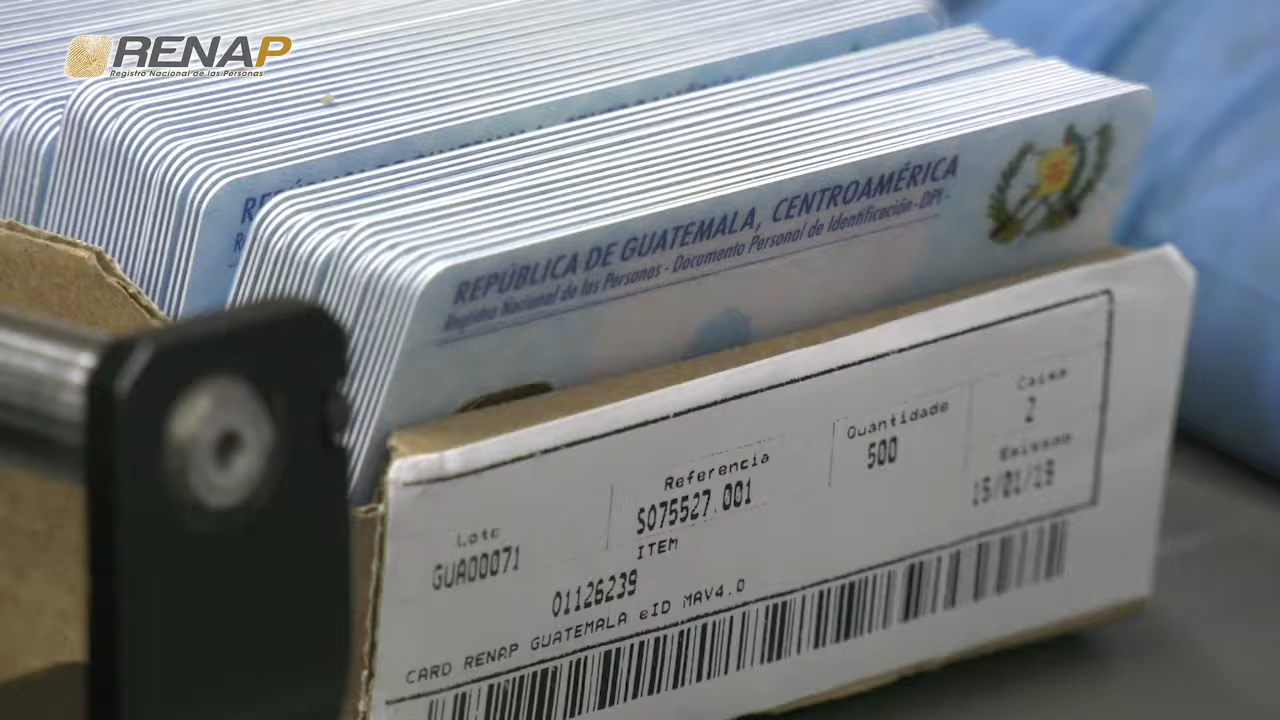 RENAP
Registro Nacional de las Personas
REPÚBLICA DE GUATEMALA, CENTROAMÉRICA
Registro Nacional de las Personas - Documento Personal de Identificación - DPI -
Lote
GUA00071
Referencia
S075527.001
Quantidade
500
Caixa
2
Emissao
15/01/19
ITEM
01126239
CARD RENAP GUATEMALA eID MAV4.0